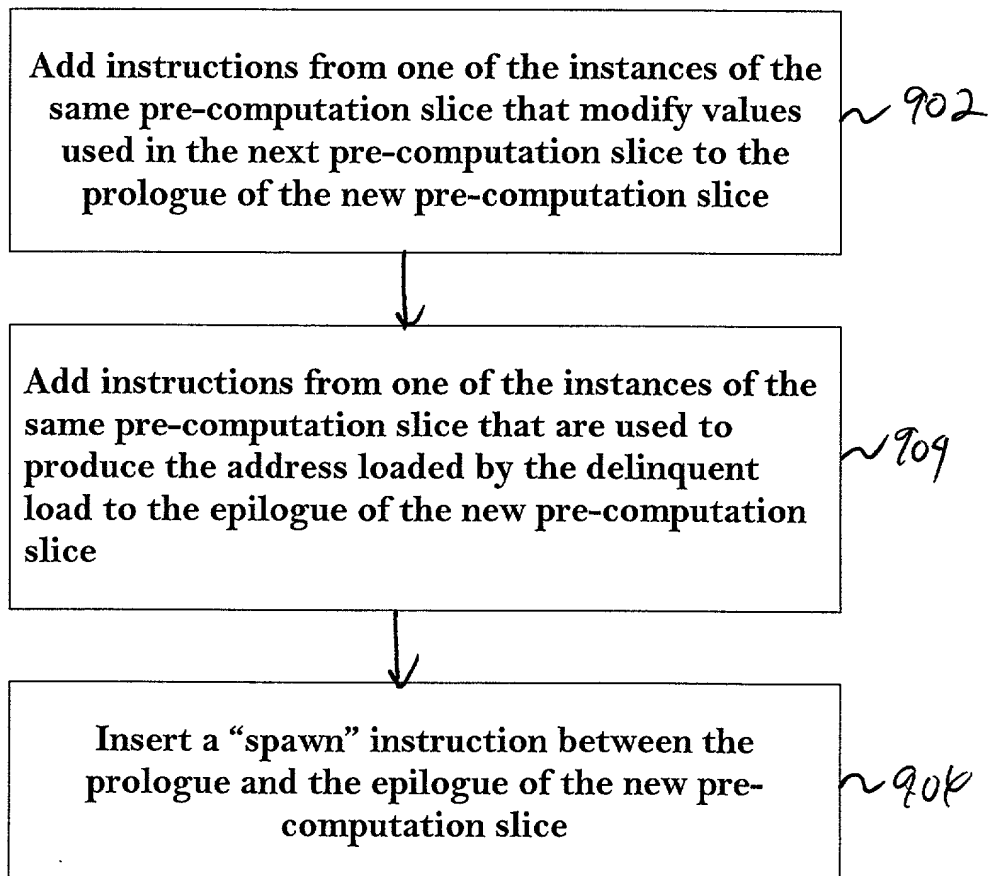 Add instructions from one of the instances of the
same pre-computation slice that modify values
used in the next pre-computation slice to the
prologue of the new pre-computation slice
902
Add instructions from one of the instances of the
same pre-computation slice that are used to
produce the address loaded by the delinquent
load to the epilogue of the new pre-computation
slice
Insert a “spawn” instruction between the
prologue and the epilogue of the new pre-
computation slice